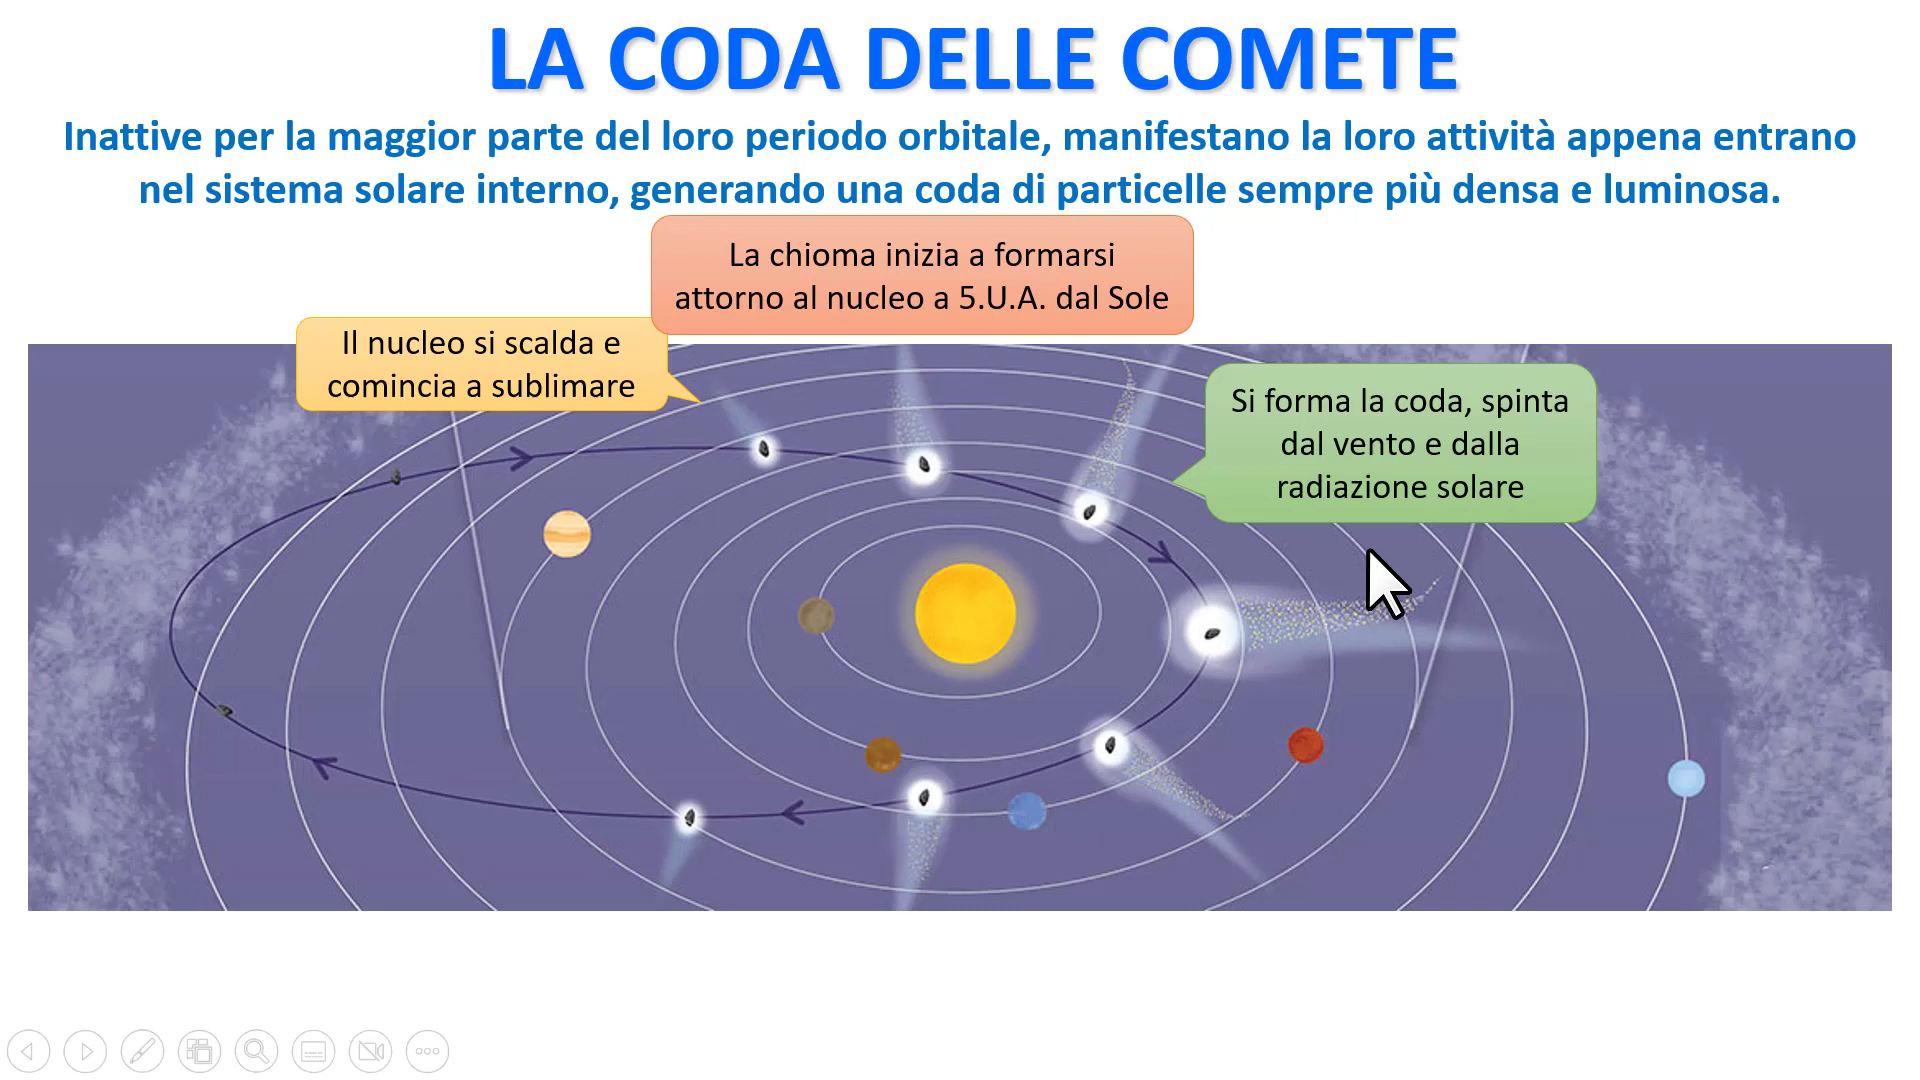 LA CODA DELLE COMETE
Inattive per la maggior parte del loro periodo orbitale, manifestano la loro attività appena entrano
nel sistema solare interno, generando una coda di particelle sempre più densa e luminosa.
La chioma inizia a formarsi
attorno al nucleo a 5.U.A. dal Sole
Il nucleo si scalda e
comincia a sublimare
Si forma la coda, spinta
dal vento e dalla
radiazione solare